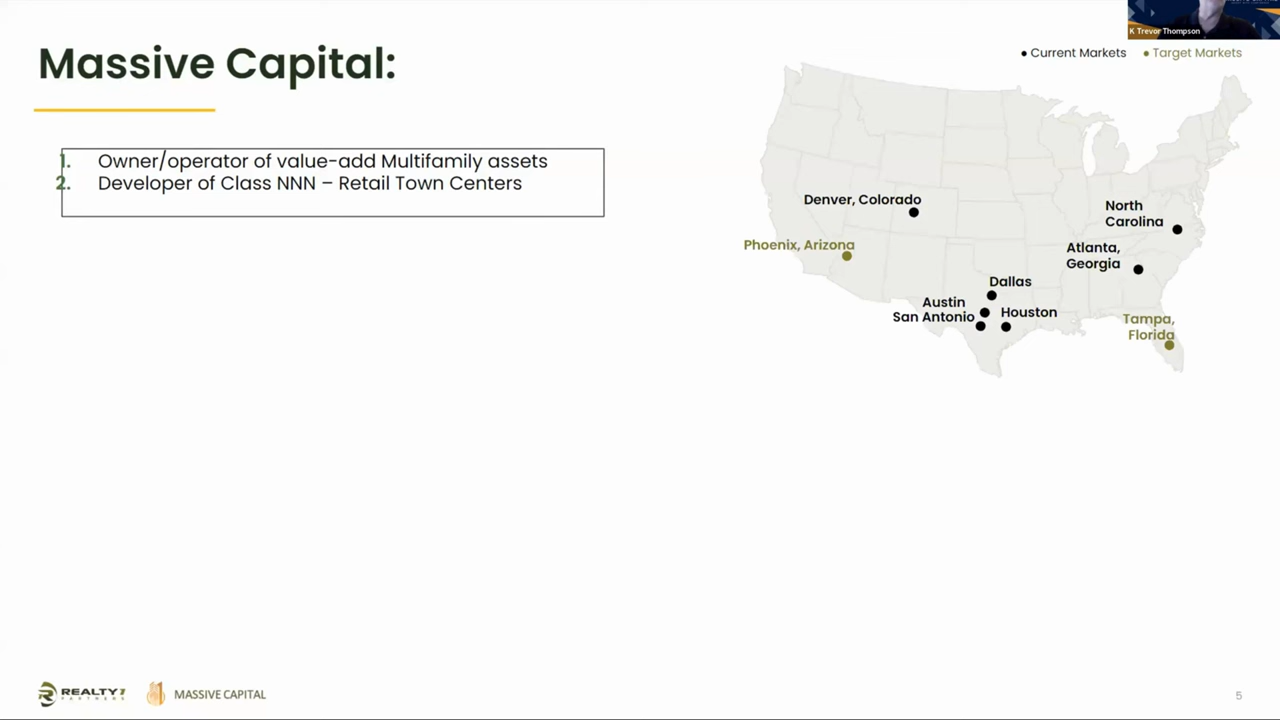 K Trevor Thompson
Massive Capital:
Current Markets
Target Markets
1. Owner/operator of value-add Multifamily assets
2. Developer of Class NNN – Retail Town Centers
Denver, Colorado
North
Carolina
Phoenix, Arizona
Atlanta,
Georgia
Dallas
Austin
San Antonio
Houston
Tampa,
Florida
REALTY
PARTNERS
MASSIVE CAPITAL
5